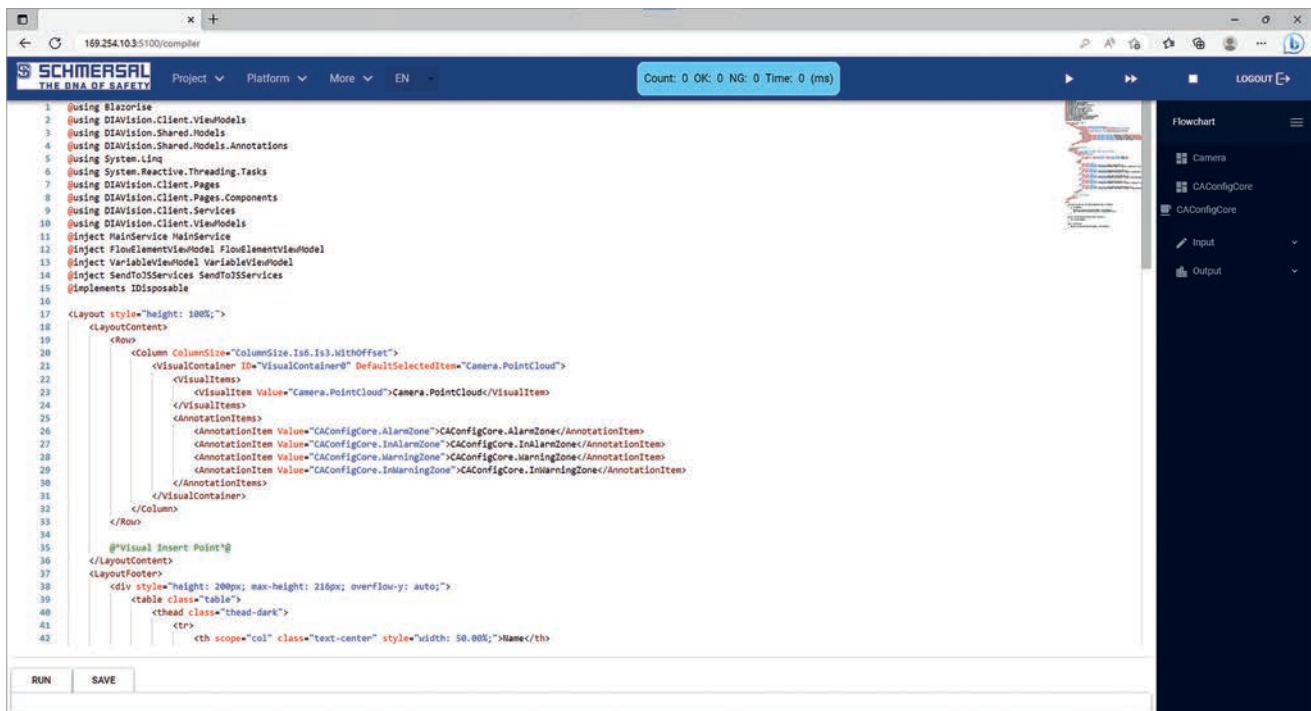 169.254.10.3:5100/compiler
SCHMERSAL
THE DNA OF SAFETY
Project
Platform
More
EN
Count: 0 OK: 0 NG: 0 Time: 0 (ms)
LOGOUT
1 @using Blazorise
2 @using DIAVision.Client.ViewModels
3 @using DIAVision.Shared.Models
4 @using DIAVision.Shared.Models.Annotations
5 @using System.Linq
6 @using System.Reactive.Threading.Tasks
7 @using DIAVision.Client.Pages
8 @using DIAVision.Client.Pages.Components
9 @using DIAVision.Client.Services
10 @using DIAVision.Client.ViewModels
11 @inject MainService MainService
12 @inject FlowElementViewModel FlowElementViewModel
13 @inject VariableViewModel VariableViewModel
14 @inject SendToJSServices SendToJSServices
15 @implements IDisposable
16
17 <Layout style="height: 100%;">
18 <LayoutContent>
19 <Row>
20 <Column ColumnSize="ColumnSize.Is6.Is3.WithOffset">
21 <VisualContainer ID="VisualContainer0" DefaultSelectedItem="Camera.PointCloud">
22 <VisualItems>
23 <VisualItem Value="Camera.PointCloud">Camera.PointCloud</VisualItem>
24 </VisualItems>
25 <AnnotationItems>
26 <AnnotationItem Value="CAConfigCore.AlarmZone">CAConfigCore.AlarmZone</AnnotationItem>
27 <AnnotationItem Value="CAConfigCore.InAlarmZone">CAConfigCore.InAlarmZone</AnnotationItem>
28 <AnnotationItem Value="CAConfigCore.WarningZone">CAConfigCore.WarningZone</AnnotationItem>
29 <AnnotationItem Value="CAConfigCore.InWarningZone">CAConfigCore.InWarningZone</AnnotationItem>
30 </AnnotationItems>
31 </VisualContainer>
32 </Column>
33 </Row>
34
35 @*Visual Insert Point*@
36 </LayoutContent>
37 <LayoutFooter>
38 <div style="height: 200px; max-height: 216px; overflow-y: auto;">
39 <table class="table">
40 <thead class="thead-dark">
41 <tr>
42 <th scope="col" class="text-center" style="width: 50.00%;">Name</th>
Flowchart
Camera
CAConfigCore
CAConfigCore
Input
Output
RUN
SAVE